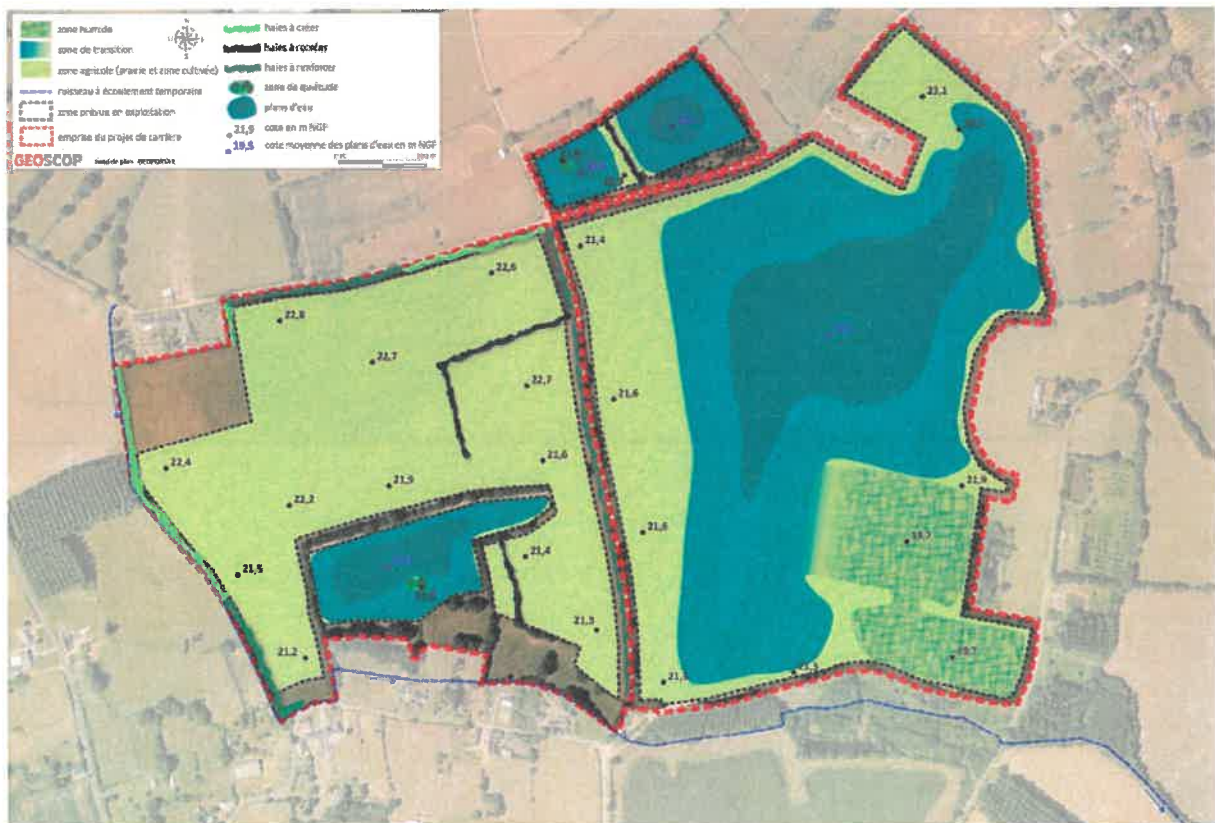 zone humide
zone de transition
zone agricole (prairie et zone cultivée)
ruisseau à écoulement temporaire
zone prévue en exploitation
emprise du projet de carrière
GEOSCOP
haies à créer
haies à recréer
haies à renforcer
zone de quiétude
plans d'eau
21,9 cote en m NGF
19,5 cote moyenne des plans d'eau en m NGF
23,1
21,4
22,6
22,8
22,7
22,7
21,6
22,4
21,6
21,9
21,9
22,2
21,6
19,7
21,4
21,5
21,3
21,2
19,7